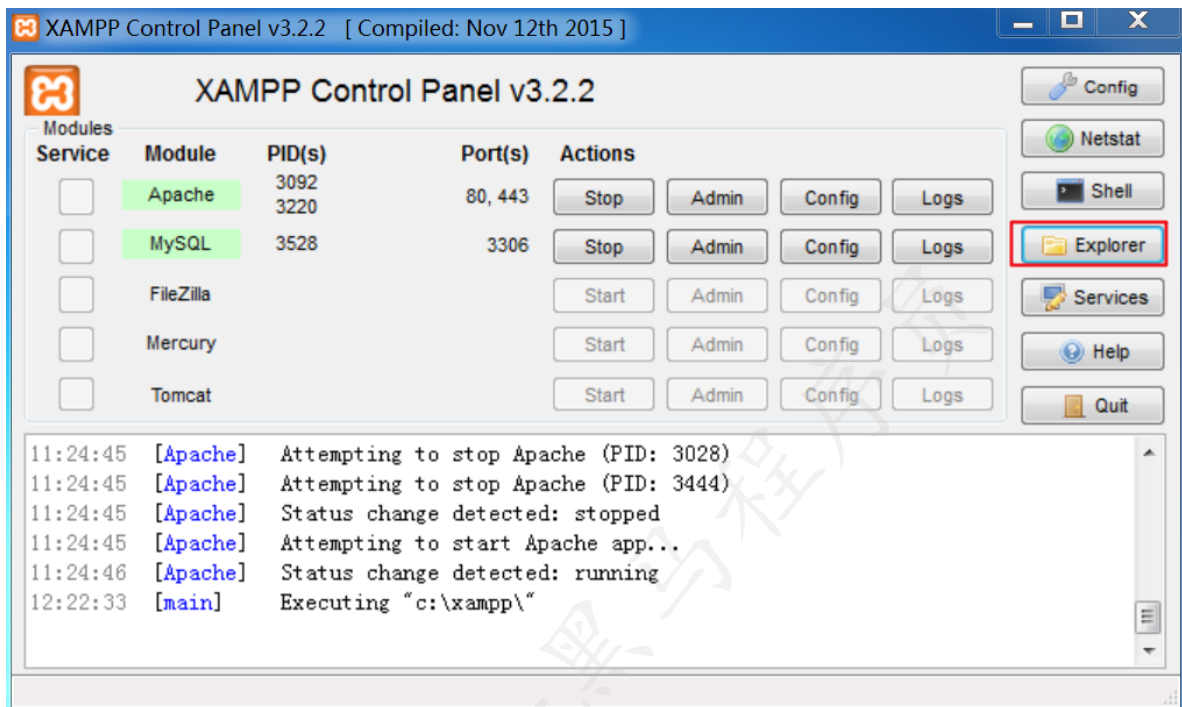 XAMPP Control Panel v3.2.2 [ Compiled: Nov 12th 2015 ]
XAMPP Control Panel v3.2.2
Config
Modules
Service Module PID(s) Port(s) Actions
Netstat
Apache 3092 3220 80, 443 Stop Admin Config Logs
Shell
MySQL 3528 3306 Stop Admin Config Logs
Explorer
FileZilla Start Admin Config Logs
Services
Mercury Start Admin Config Logs
Help
Tomcat Start Admin Config Logs
Quit
11:24:45 [Apache] Attempting to stop Apache (PID: 3028)
11:24:45 [Apache] Attempting to stop Apache (PID: 3444)
11:24:45 [Apache] Status change detected: stopped
11:24:45 [Apache] Attempting to start Apache app...
11:24:46 [Apache] Status change detected: running
12:22:33 [main] Executing "c:\xampp\"
黑马程序员